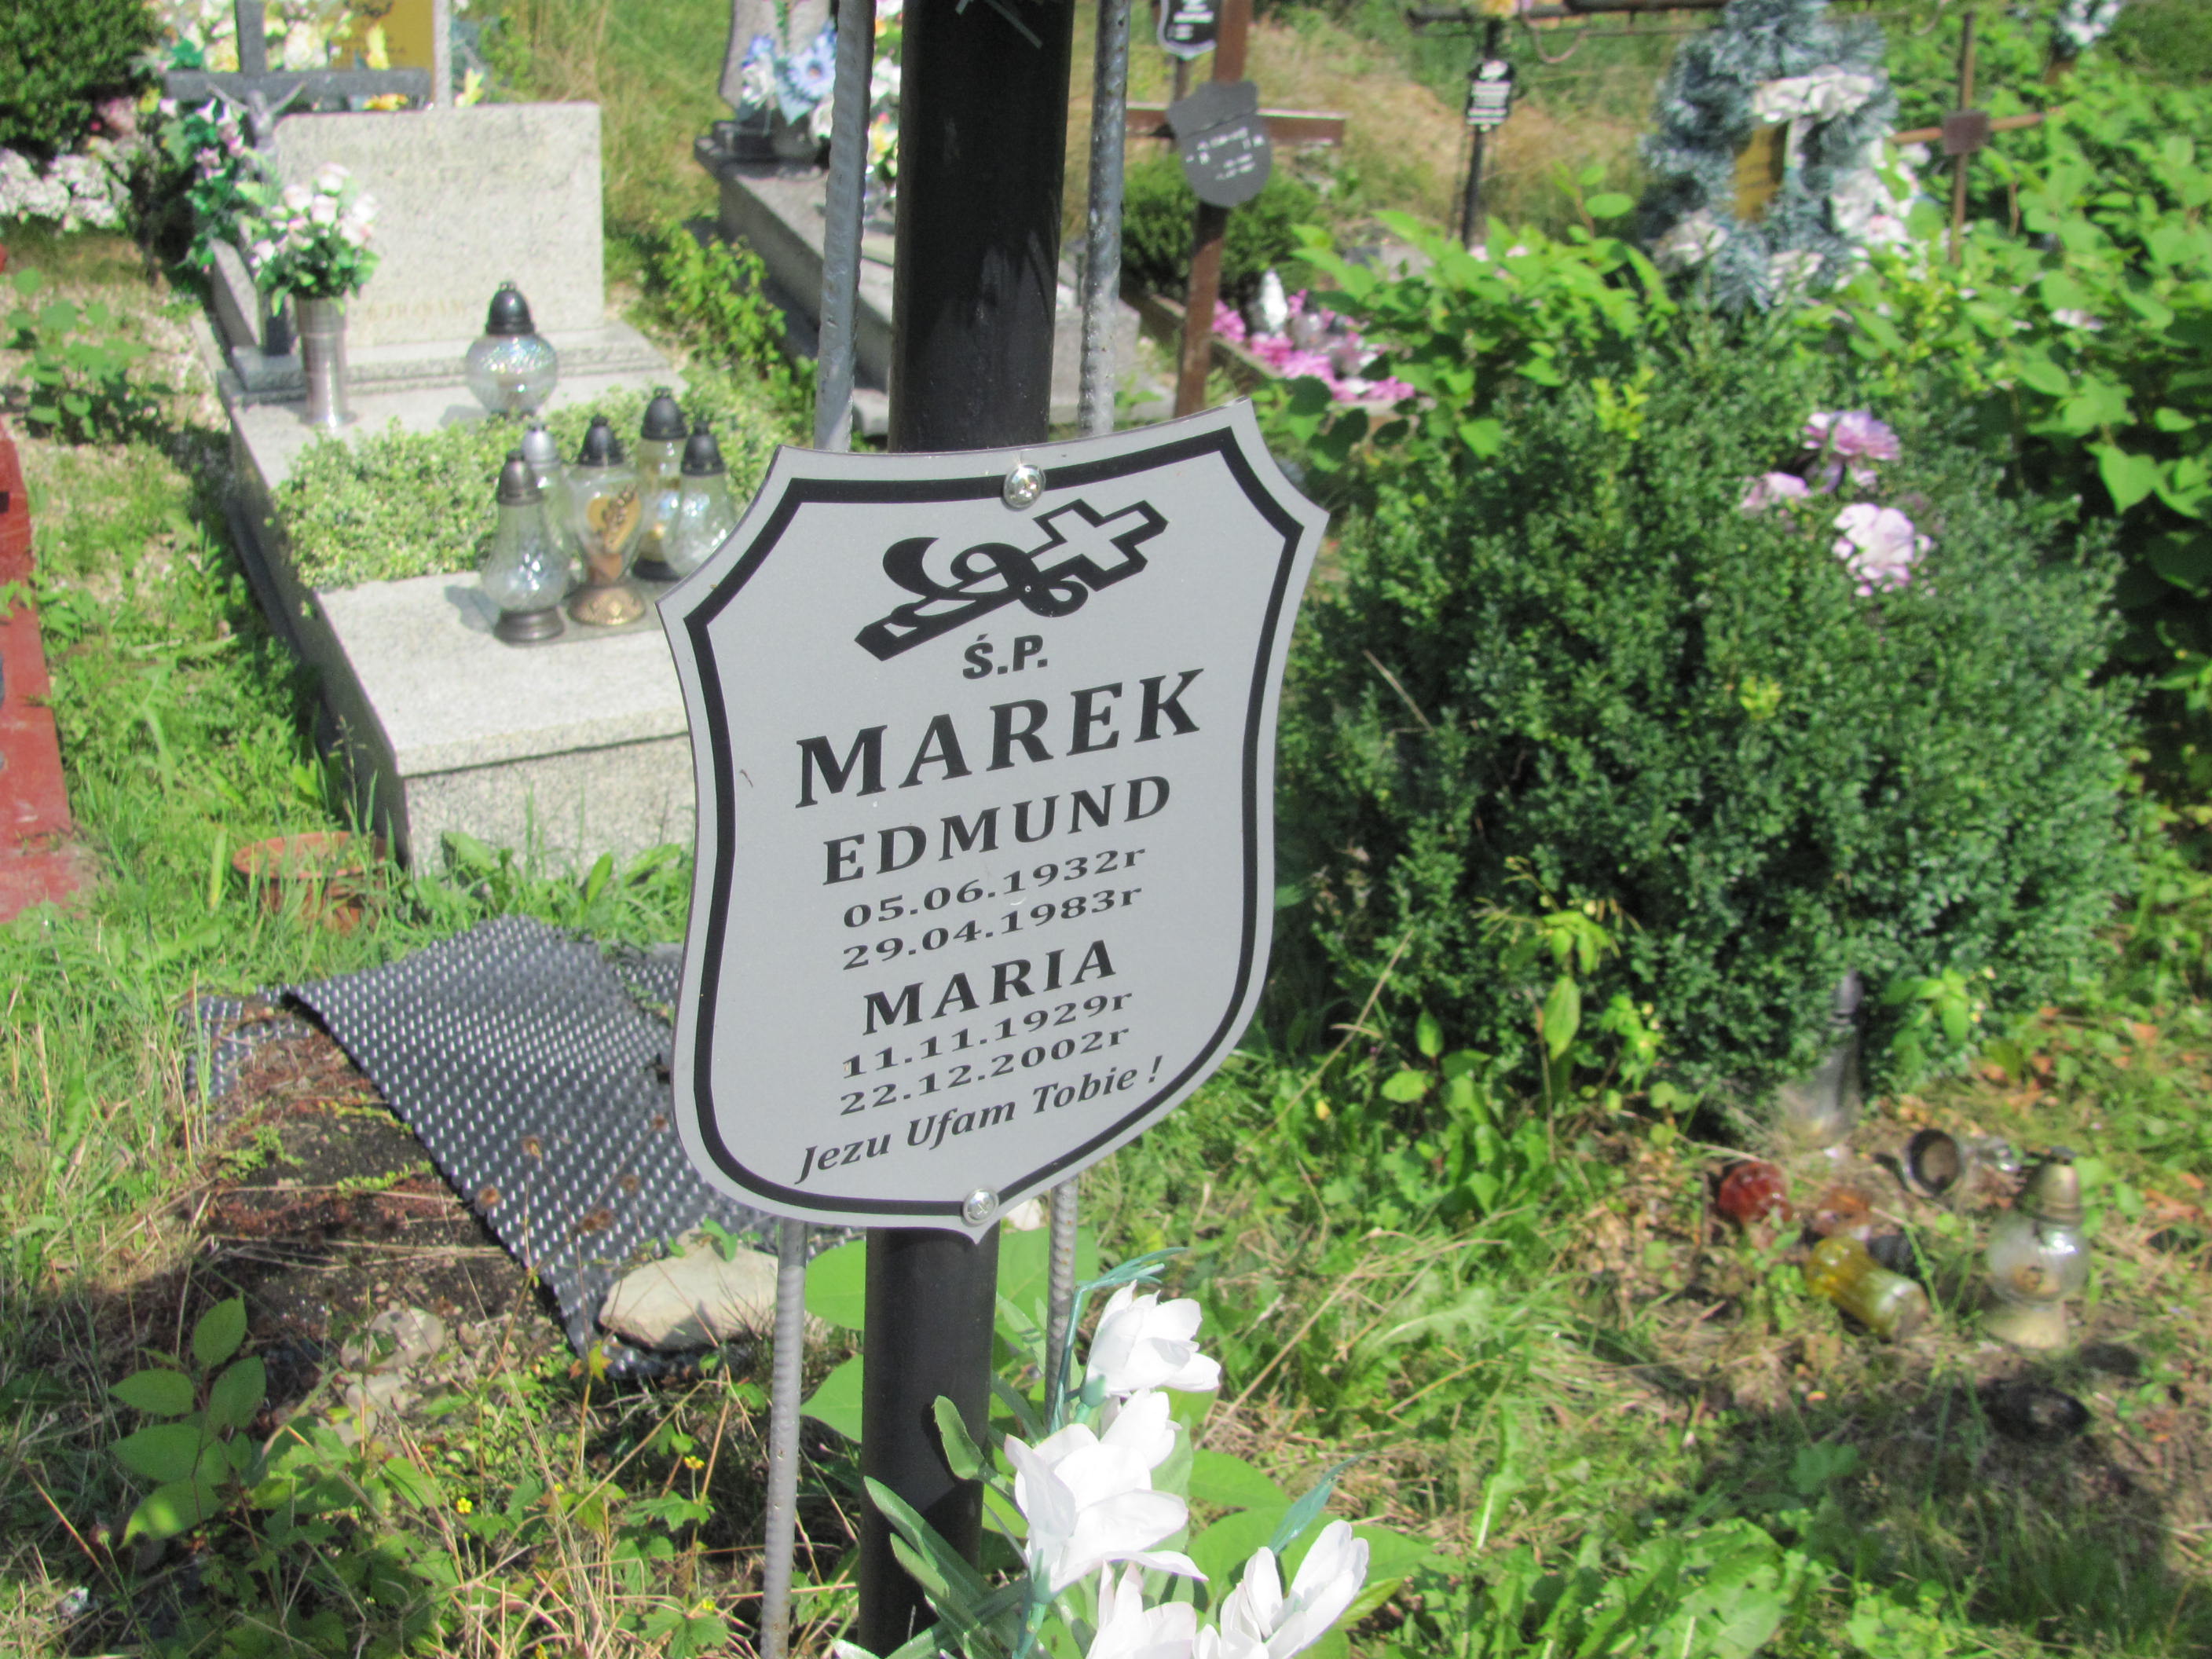 Ś.P.
MAREK
EDMUND
05.06.1932r
29.04.1983r
MARIA
11.11.1929r
22.12.2002r
Jezu Ufam Tobie !